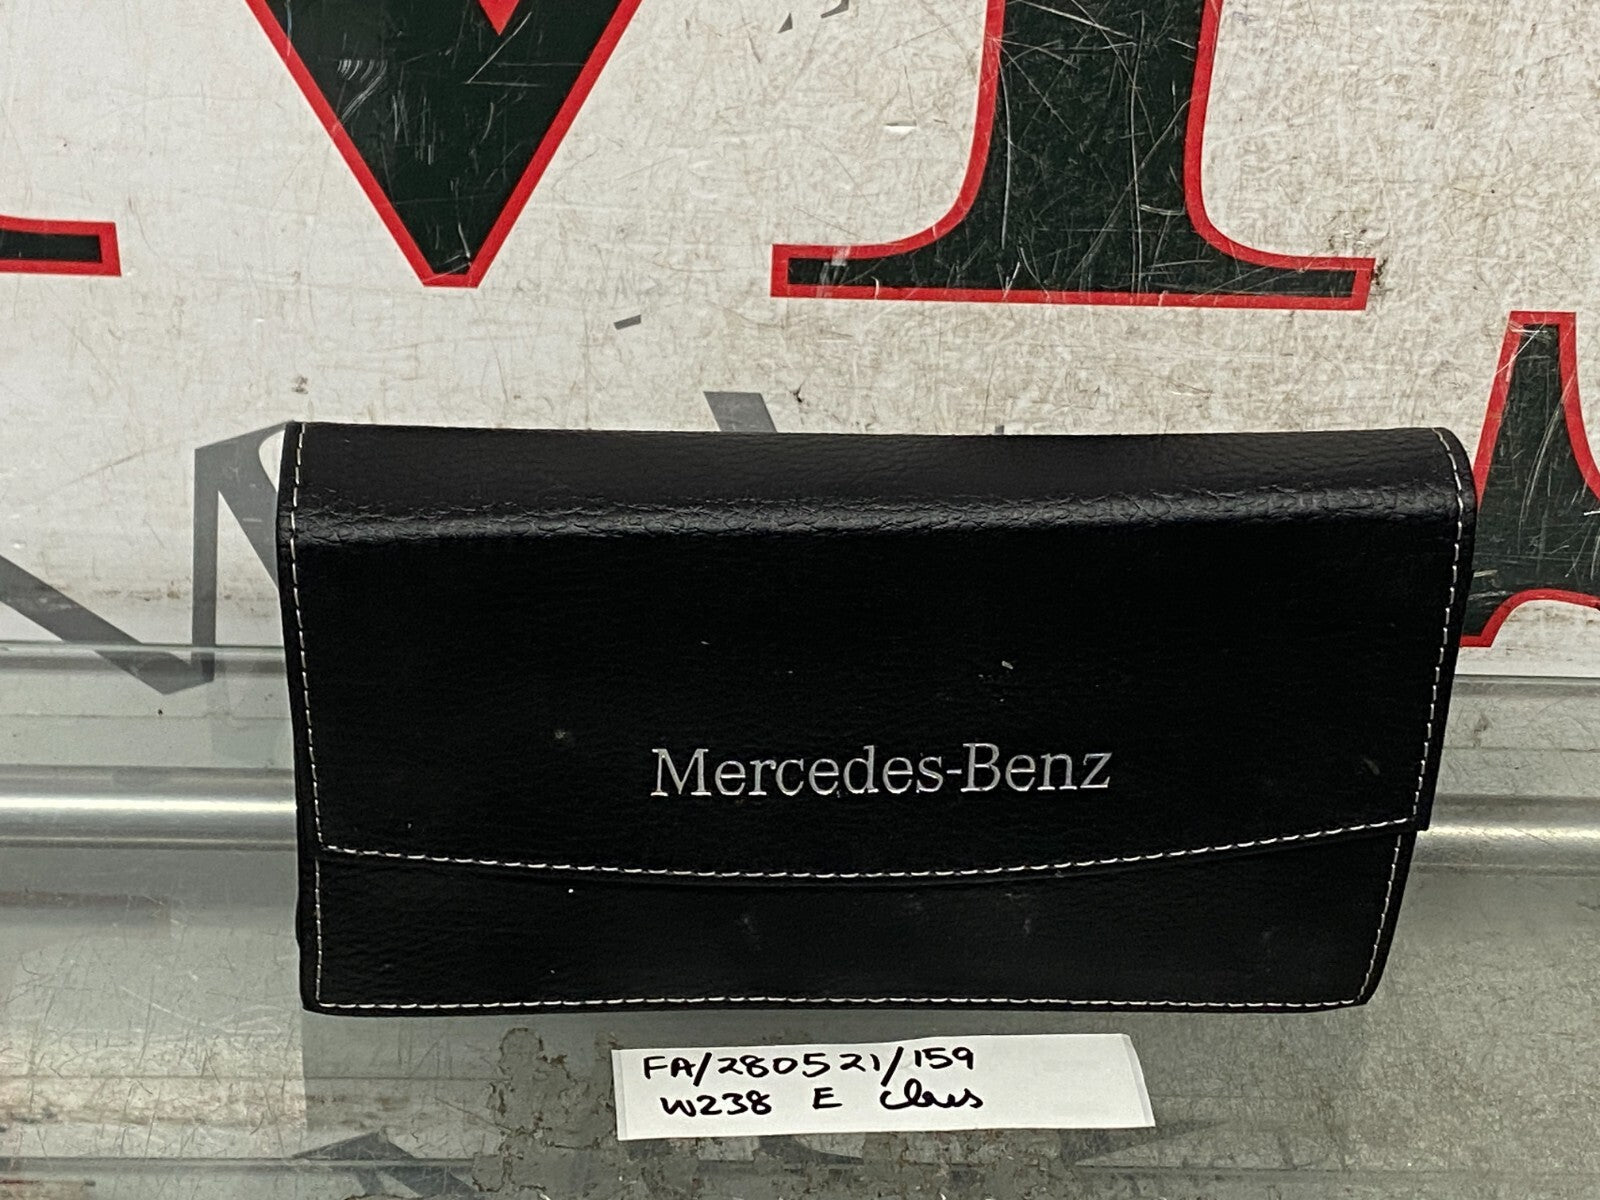 Mercedes-Benz
FA/280521/159
W238 E Class